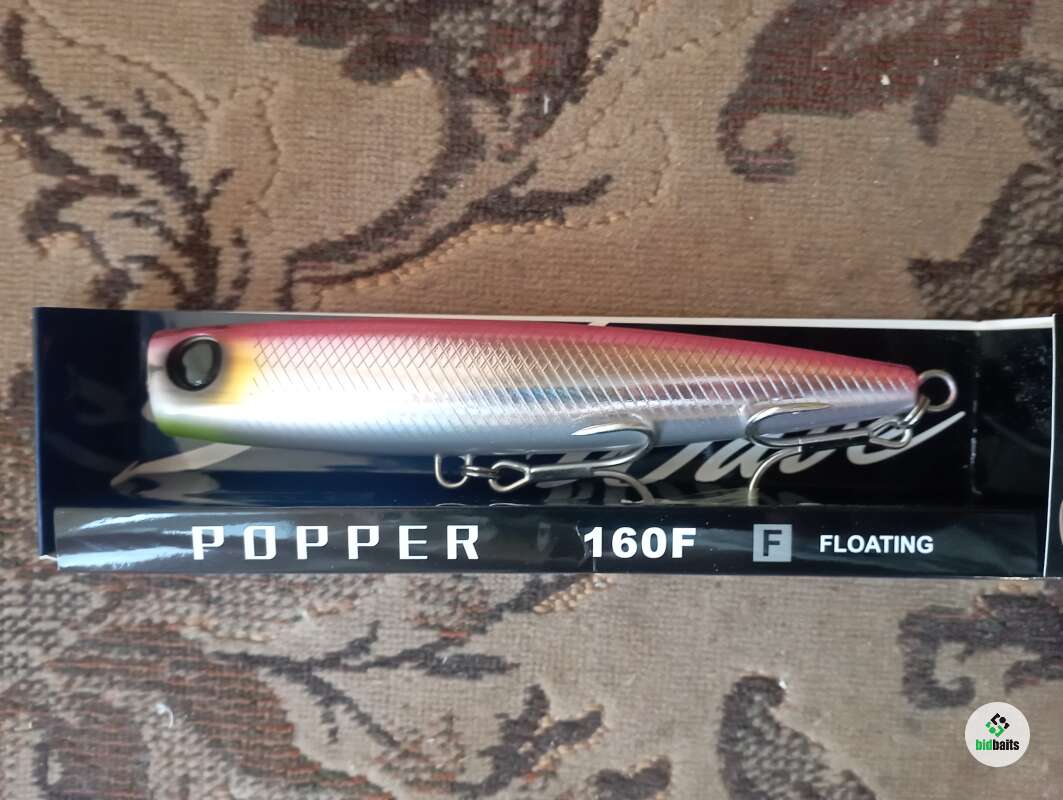 POPPER 160F F FLOATING
bidbaits